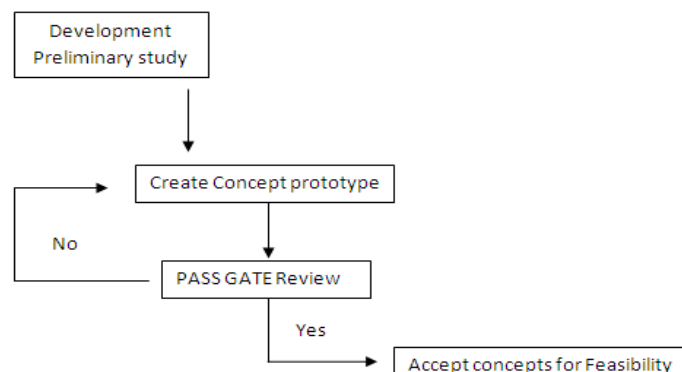 Development
Preliminary study
Create Concept prototype
No
PASS GATE Review
Yes
Accept concepts for Feasibility